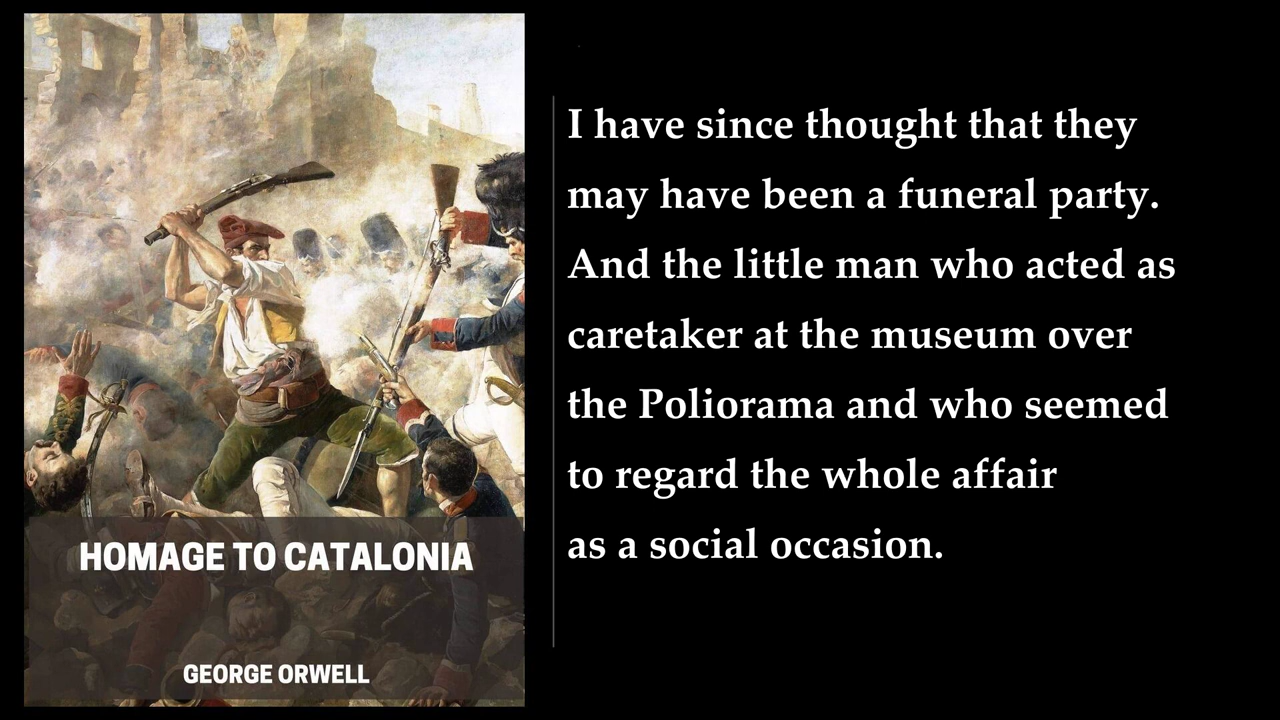 HOMAGE TO CATALONIA
GEORGE ORWELL
I have since thought that they
may have been a funeral party.
And the little man who acted as
caretaker at the museum over
the Poliorama and who seemed
to regard the whole affair
as a social occasion.